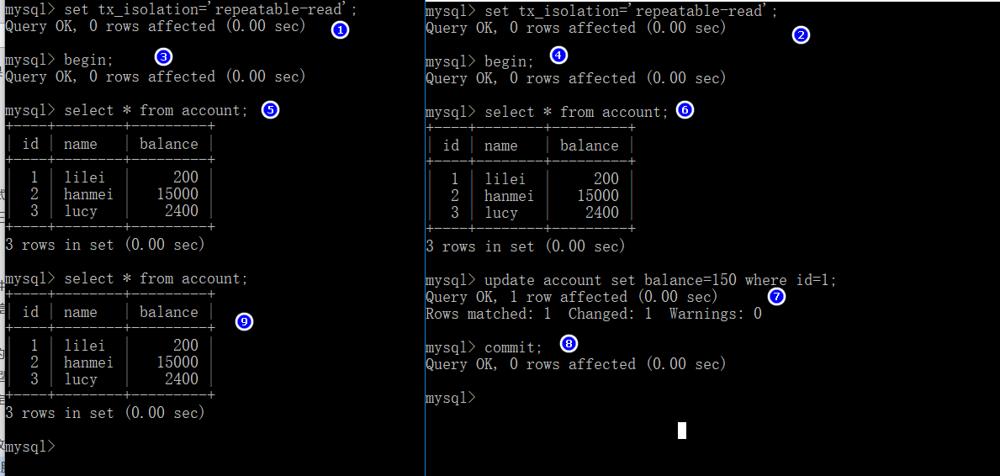 mysql> set tx_isolation='repeatable-read';
Query OK, 0 rows affected (0.00 sec)
1
mysql> begin;
3
Query OK, 0 rows affected (0.00 sec)
mysql> select * from account;
5
+----+--------+---------+
| id | name   | balance |
+----+--------+---------+
|  1 | lilei  |     200 |
|  2 | hanmei |   15000 |
|  3 | lucy   |    2400 |
+----+--------+---------+
3 rows in set (0.00 sec)
mysql> select * from account;
+----+--------+---------+
| id | name   | balance |
9
+----+--------+---------+
|  1 | lilei  |     200 |
|  2 | hanmei |   15000 |
|  3 | lucy   |    2400 |
+----+--------+---------+
3 rows in set (0.00 sec)
mysql>
mysql> set tx_isolation='repeatable-read';
Query OK, 0 rows affected (0.00 sec)
2
mysql> begin;
4
Query OK, 0 rows affected (0.00 sec)
mysql> select * from account;
6
+----+--------+---------+
| id | name   | balance |
+----+--------+---------+
|  1 | lilei  |     200 |
|  2 | hanmei |   15000 |
|  3 | lucy   |    2400 |
+----+--------+---------+
3 rows in set (0.00 sec)
mysql> update account set balance=150 where id=1;
Query OK, 1 row affected (0.00 sec)
7
Rows matched: 1  Changed: 1  Warnings: 0
mysql> commit;
8
Query OK, 0 rows affected (0.00 sec)
mysql>